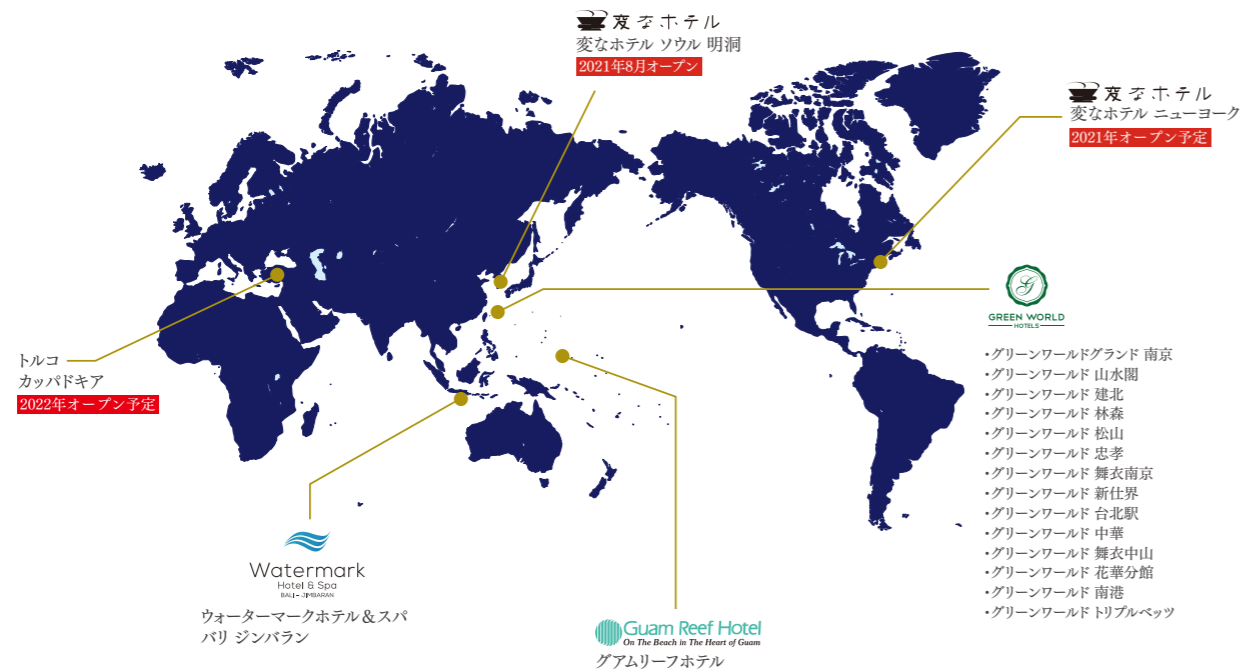 変なホテル
変なホテル ソウル 明洞
2021年8月オープン
変なホテル
変なホテル ニューヨーク
2021年オープン予定
G
GREEN WORLD
HOTELS
・グリーンワールドグランド 南京
・グリーンワールド 山水閣
・グリーンワールド 建北
・グリーンワールド 林森
・グリーンワールド 松山
・グリーンワールド 忠孝
・グリーンワールド 舞衣南京
・グリーンワールド 新仕界
・グリーンワールド 台北駅
・グリーンワールド 中華
・グリーンワールド 舞衣中山
・グリーンワールド 花華分館
・グリーンワールド 南港
・グリーンワールド トリプルベッツ
トルコ
カッパドキア
2022年オープン予定
Watermark
Hotel & Spa
BALI - JIMBARAN
ウォーターマークホテル&スパ
バリ ジンバラン
Guam Reef Hotel
On The Beach in The Heart of Guam
グアムリーフホテル